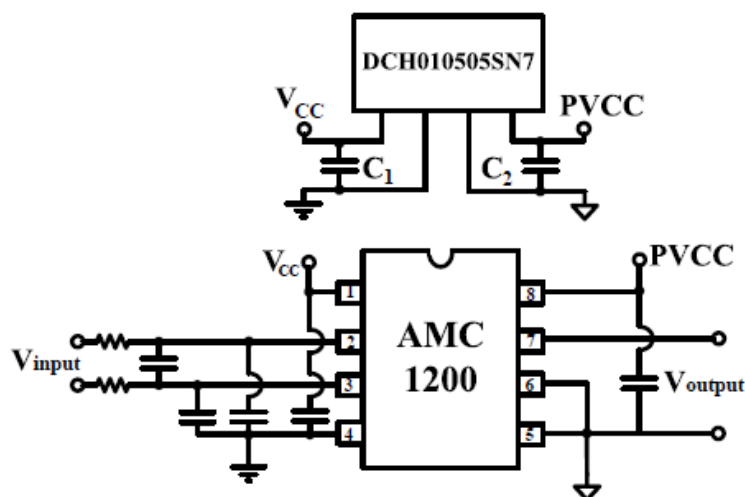 DCH010505SN7
VCC
PVCC
C1
C2
VCC
PVCC
1
8
2
7
Vinput
AMC
1200
3
6
Voutput
4
5